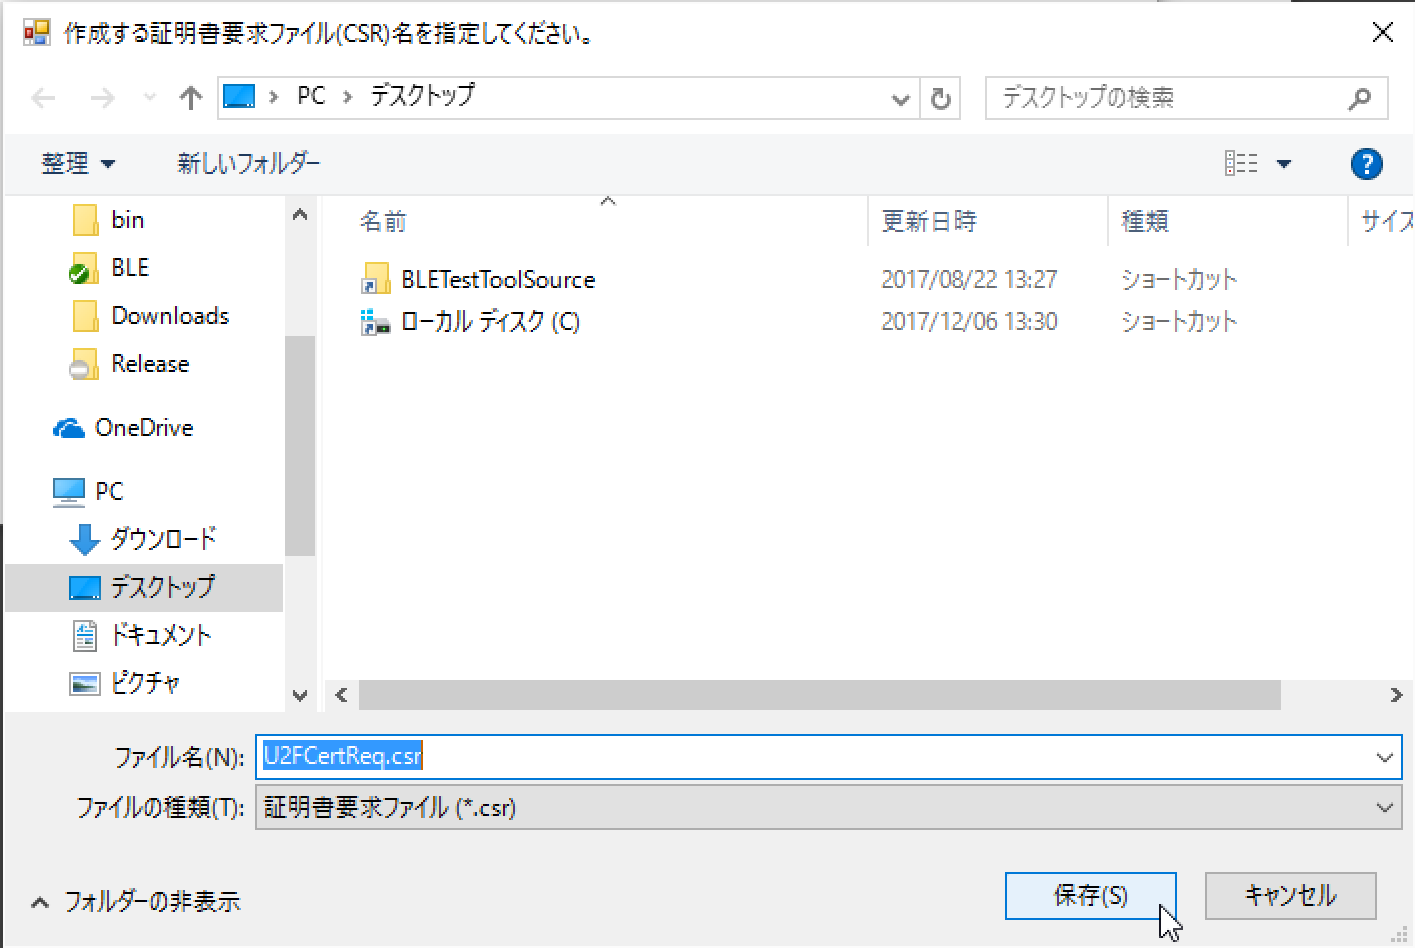 作成する証明書要求ファイル(CSR)名を指定してください。
PC > デスクトップ
デスクトップの検索
整理 新しいフォルダー
bin
BLE
Downloads
Release
OneDrive
PC
ダウンロード
デスクトップ
ドキュメント
ピクチャ
名前 更新日時 種類 サイズ
BLETestToolSource 2017/08/22 13:27 ショートカット
ローカル ディスク (C) 2017/12/06 13:30 ショートカット
ファイル名(N): U2FCertReq.csr
ファイルの種類(T): 証明書要求ファイル (*.csr)
フォルダーの非表示
保存(S) キャンセル